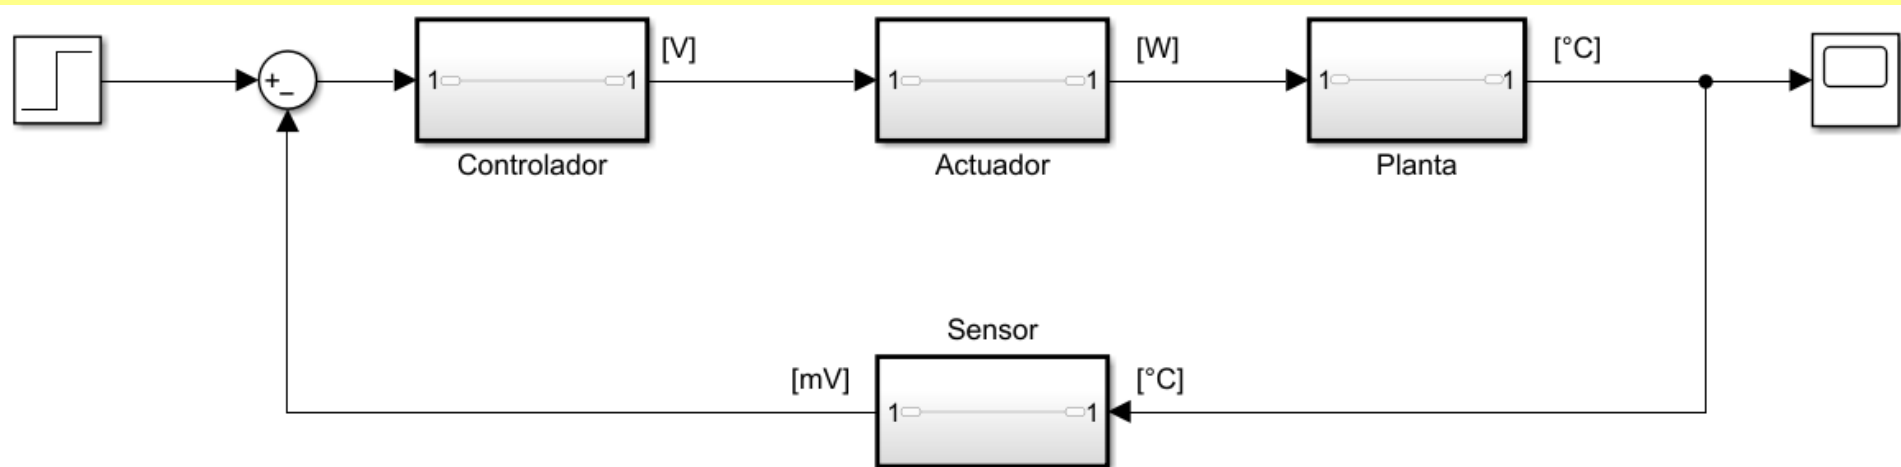 [V]
[W]
[°C]
+
−
1 1
1 1
1 1
Controlador
Actuador
Planta
Sensor
[mV]
[°C]
1 1